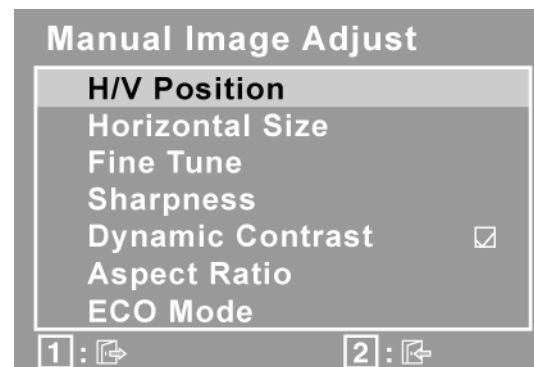 Manual Image Adjust
H/V Position
Horizontal Size
Fine Tune
Sharpness
Dynamic Contrast
Aspect Ratio
ECO Mode
1 : 2 :